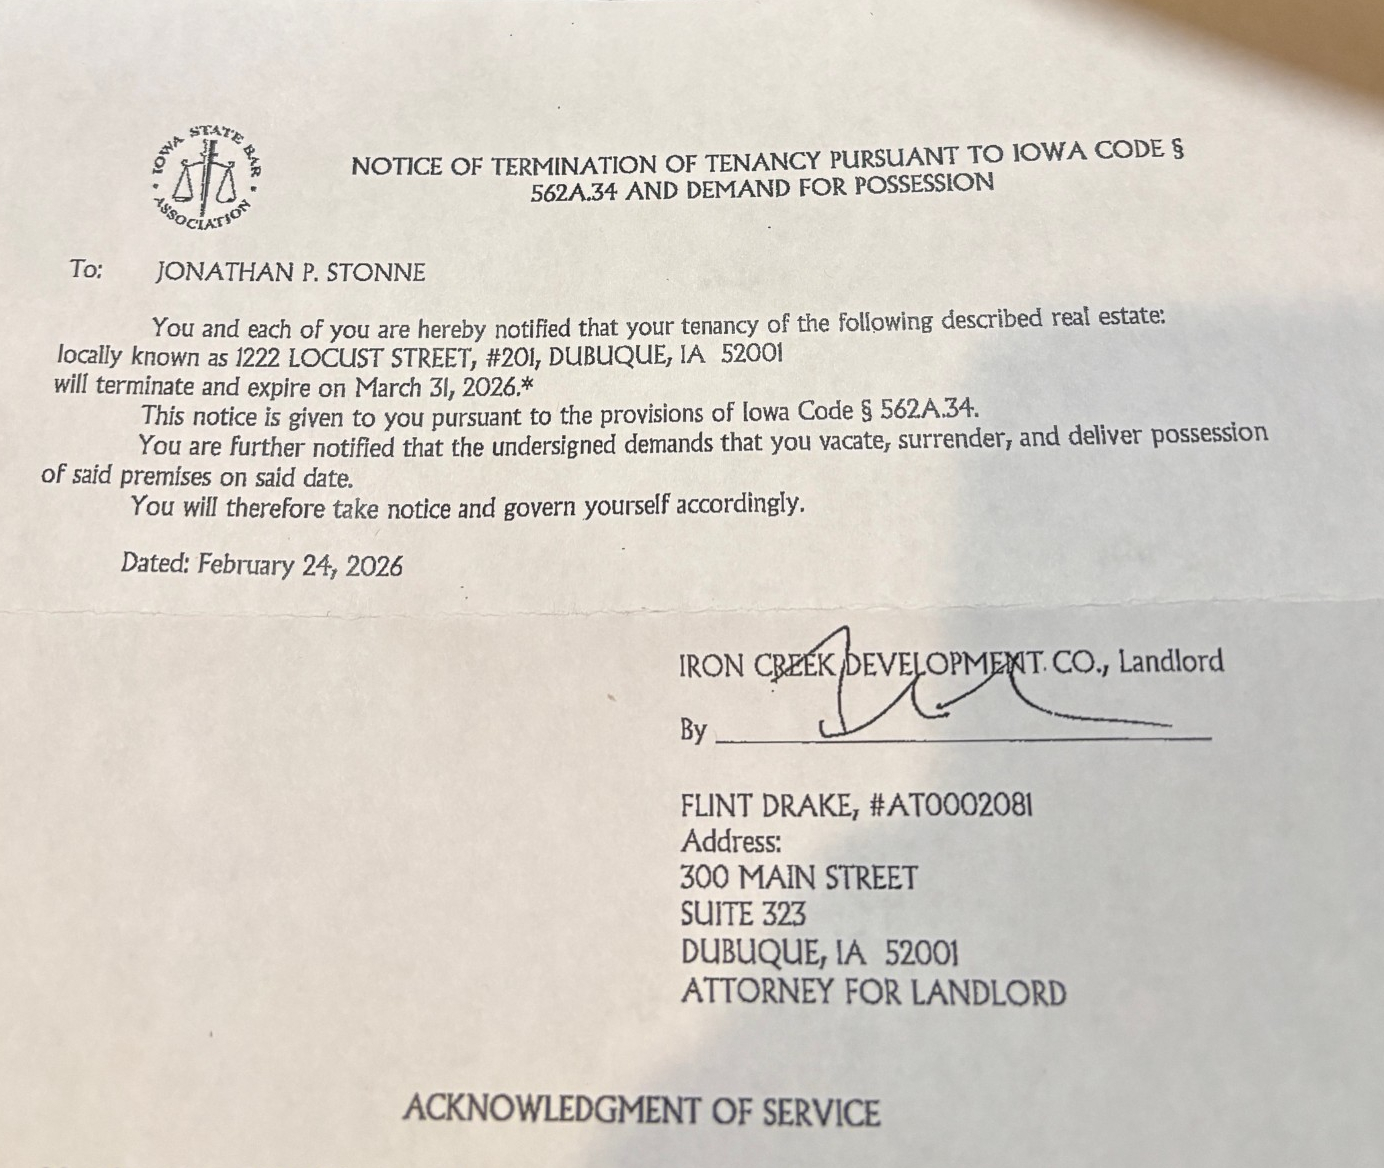 IOWA STATE BAR
ASSOCIATION
NOTICE OF TERMINATION OF TENANCY PURSUANT TO IOWA CODE §
562A.34 AND DEMAND FOR POSSESSION
To: JONATHAN P. STONNE
You and each of you are hereby notified that your tenancy of the following described real estate:
locally known as 1222 LOCUST STREET, #201, DUBUQUE, IA 52001
will terminate and expire on March 31, 2026.*
This notice is given to you pursuant to the provisions of Iowa Code § 562A.34.
You are further notified that the undersigned demands that you vacate, surrender, and deliver possession
of said premises on said date.
You will therefore take notice and govern yourself accordingly.
Dated: February 24, 2026
IRON CREEK DEVELOPMENT CO., Landlord
By
FLINT DRAKE, #AT0002081
Address:
300 MAIN STREET
SUITE 323
DUBUQUE, IA 52001
ATTORNEY FOR LANDLORD
ACKNOWLEDGMENT OF SERVICE